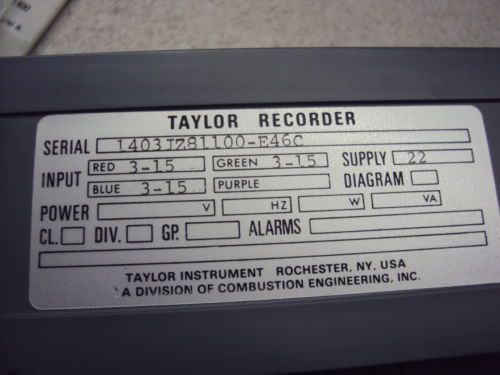 TAYLOR RECORDER
SERIAL 1403JZ81100-E46C
INPUT RED 3-15 GREEN 3-15 SUPPLY 22
BLUE 3-15 PURPLE DIAGRAM
POWER V HZ W VA
CL. DIV. GP. ALARMS
TAYLOR INSTRUMENT ROCHESTER, NY, USA
A DIVISION OF COMBUSTION ENGINEERING, INC.